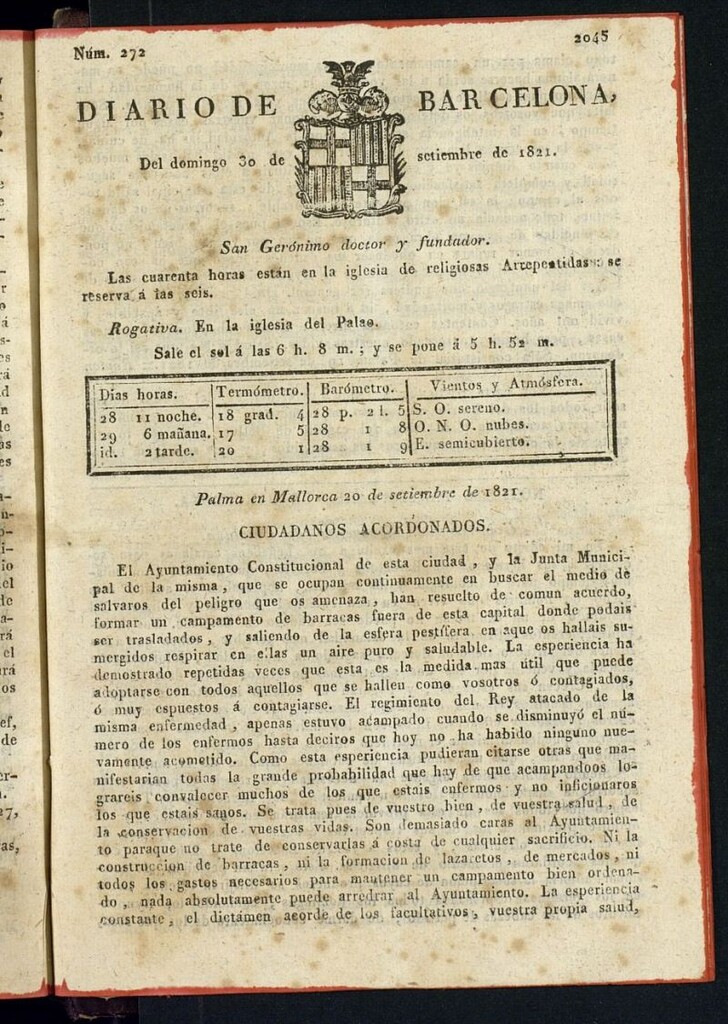 Núm. 272
2045
DIARIO DE BARCELONA,
Del domingo 30 de setiembre de 1821.
San Gerónimo doctor y fundador.
Las cuarenta horas están en la iglesia de religiosas Arrepentidas: se
reserva á las seis.
Rogativa. En la iglesia del Palao.
Sale el sol á las 6 h. 8 m.; y se pone á 5 h. 52 m.
Dias horas. Termómetro. Barómetro. Vientos y Atmósfera.
28 11 noche. 18 grad. 4 28 p. 2 l. 5 S. O. sereno.
29 6 mañana. 17 5 28 1 8 O. N. O. nubes.
id. 2 tarde. 20 1 28 1 9 E. semicubierto.
Palma en Mallorca 20 de setiembre de 1821.
CIUDADANOS ACORDONADOS.
El Ayuntamiento Constitucional de esta ciudad, y la Junta Munici-
pal de la misma, que se ocupan continuamente en buscar el medio de
salvaros del peligro que os amenaza, han resuelto de comun acuerdo,
formar un campamento de barracas fuera de esta capital donde podais
ser trasladados, y saliendo de la esfera pestífera en aque os hallais su-
mergidos respirar en ellas un aire puro y saludable. La esperiencia ha
demostrado repetidas veces que esta es la medida mas útil que puede
adoptarse con todos aquellos que se hallen como vosotros ó contagiados,
ó muy espuestos á contagiarse. El regimiento del Rey atacado de la
misma enfermedad, apenas estuvo acampado cuando se disminuyó el nú-
mero de los enfermos hasta deciros que hoy no ha habido ninguno nue-
vamente acometido. Como esta esperiencia pudieran citarse otras que ma-
nifestarian todas la grande probabilidad que hay de que acampandoos lo-
grareis convalecer muchos de los que estais enfermos y no inficionaros
los que estais sanos. Se trata pues de vuestro bien, de vuestra salud, de
la conservacion de vuestras vidas. Son demasiado caras al Ayuntamien-
to paraque no trate de conservarlas á costa de cualquier sacrificio. Ni la
construccion de barracas, ni la formacion de lazaretos, de mercados, ni
todos los gastos necesarios para mantener un campamento bien ordena-
do, nada absolutamente puede arredrar al Ayuntamiento. La esperiencia
constante, el dictámen acorde de los facultativos, vuestra propia salud,